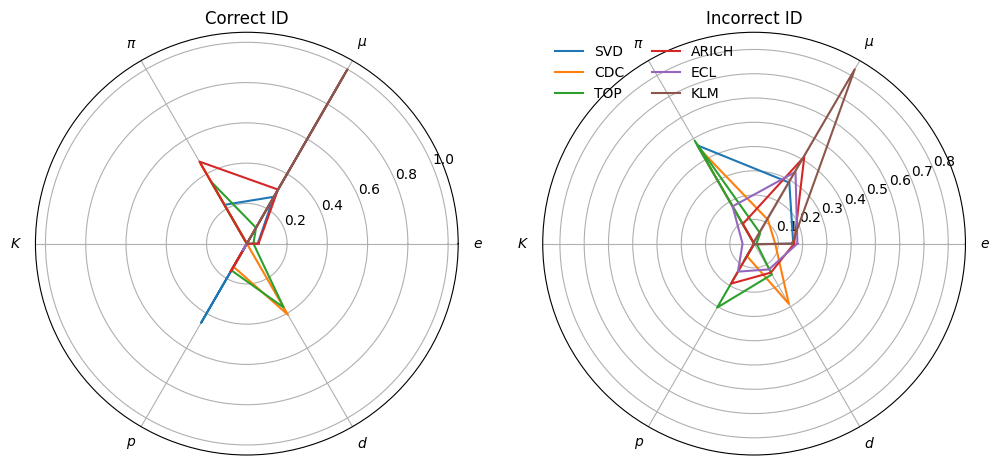 Correct ID
π
μ
K
e
p
d
0.2
0.4
0.6
0.8
1.0
Incorrect ID
π
μ
K
e
p
d
0.1
0.2
0.3
0.4
0.5
0.6
0.7
0.8
SVD
CDC
TOP
ARICH
ECL
KLM